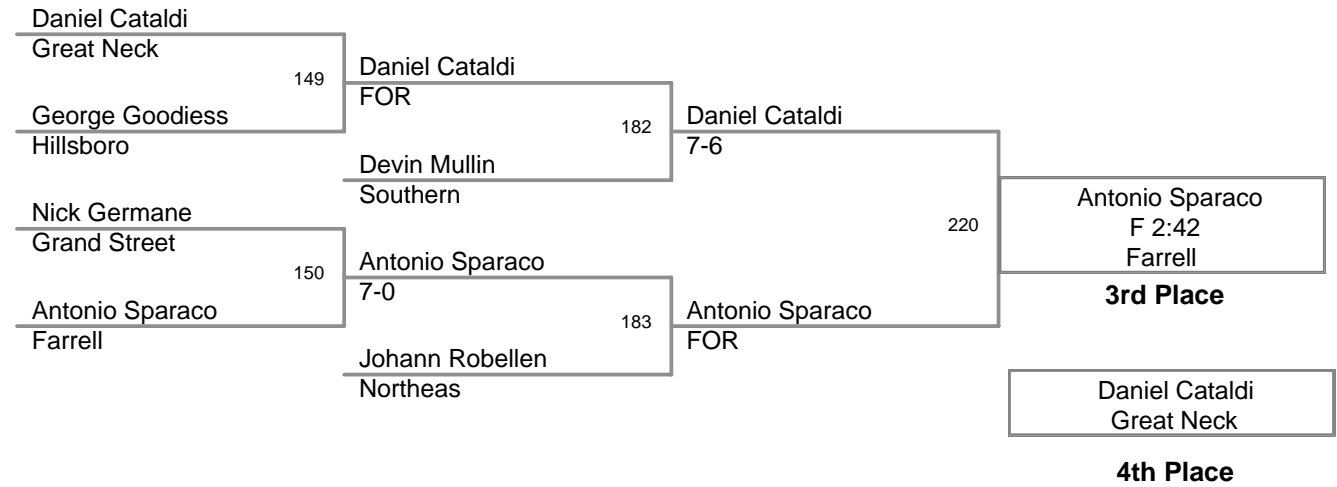 Daniel Cataldi
Great Neck
149
George Goodiess
Hillsboro
Daniel Cataldi
FOR
182
Devin Mullin
Southern
Nick Germane
Grand Street
150
Antonio Sparaco
Farrell
Antonio Sparaco
7-0
183
Johann Robellen
Northeas
Daniel Cataldi
7-6
220
Antonio Sparaco
FOR
Antonio Sparaco
F 2:42
Farrell
3rd Place
Daniel Cataldi
Great Neck
4th Place